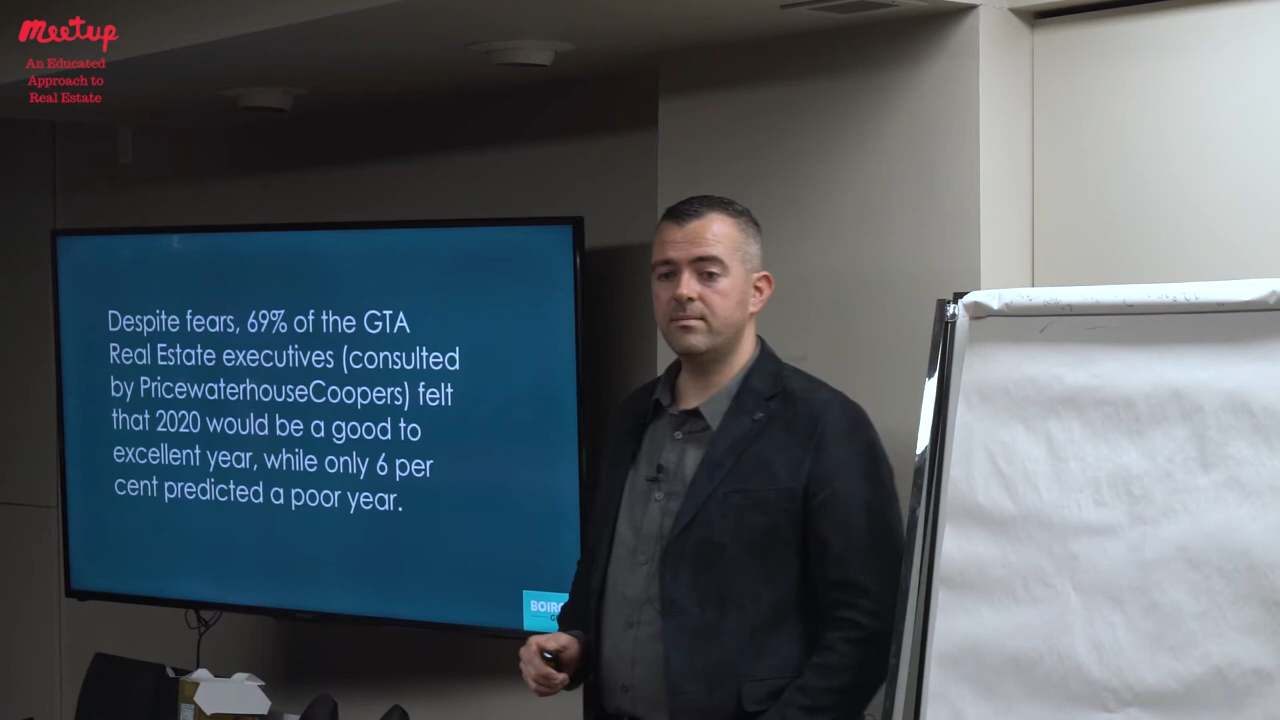 Meetup
An Educated
Approach to
Real Estate
Despite fears, 69% of the GTA
Real Estate executives (consulted
by PricewaterhouseCoopers) felt
that 2020 would be a good to
excellent year, while only 6 per
cent predicted a poor year.